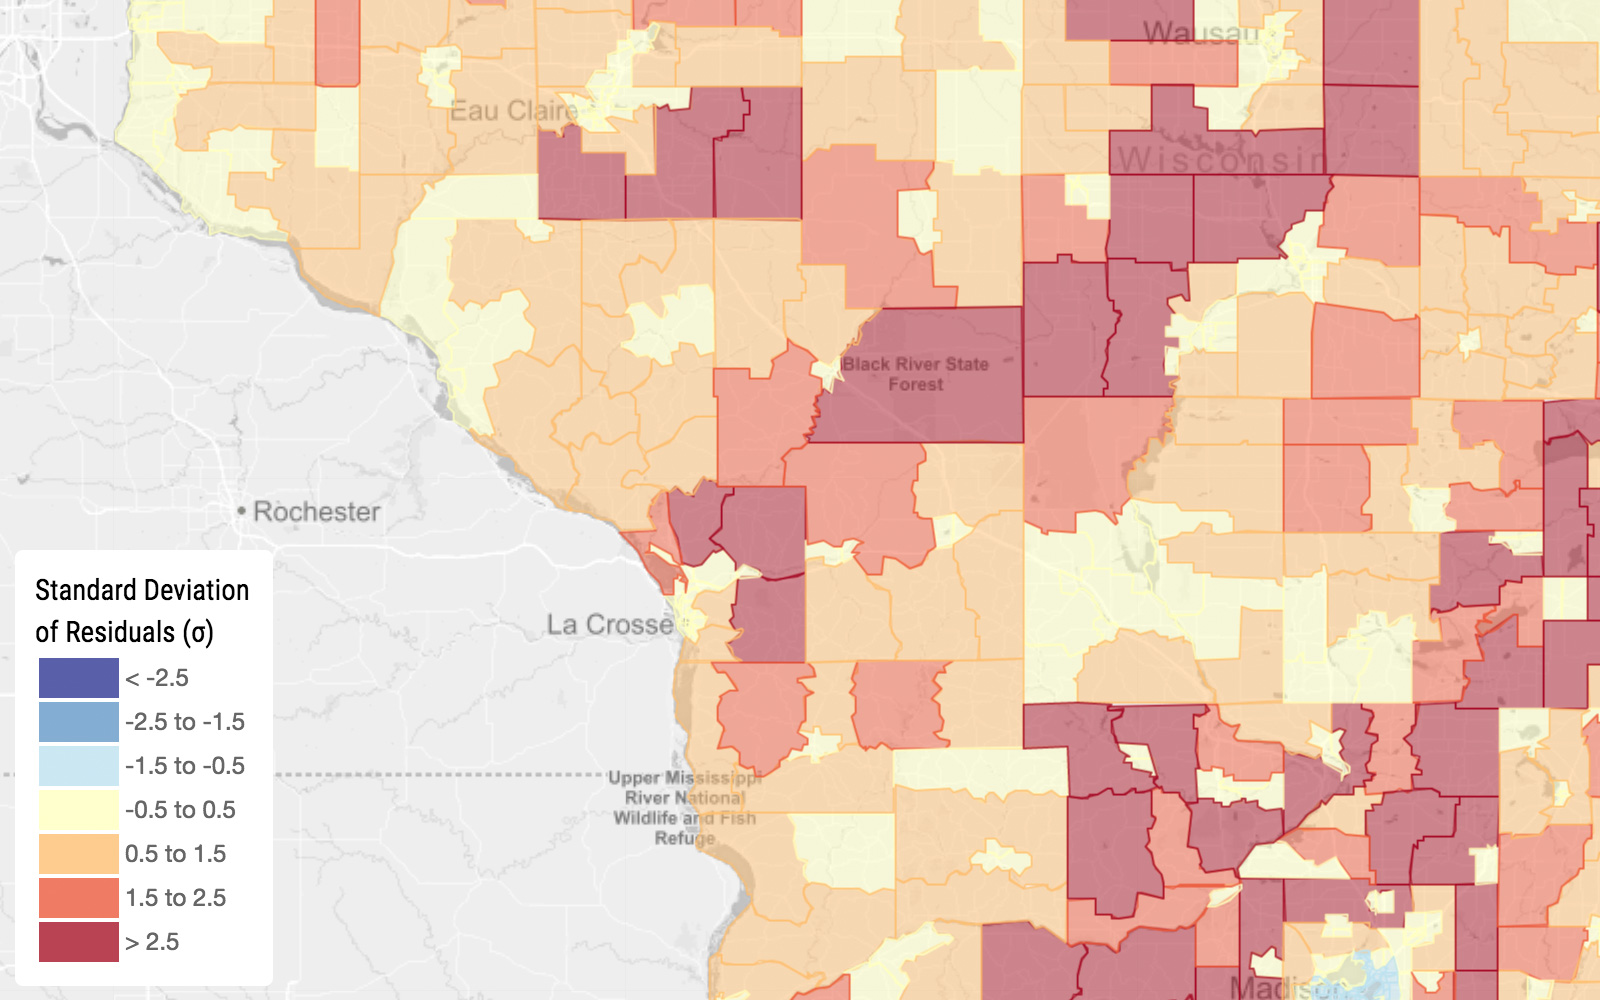 Wausau
Eau Claire
Wisconsin
Black River State
Forest
Rochester
La Crosse
Upper Mississippi
River National
Wildlife and Fish
Refuge
Madison
Standard Deviation
of Residuals (σ)
< -2.5
-2.5 to -1.5
-1.5 to -0.5
-0.5 to 0.5
0.5 to 1.5
1.5 to 2.5
> 2.5